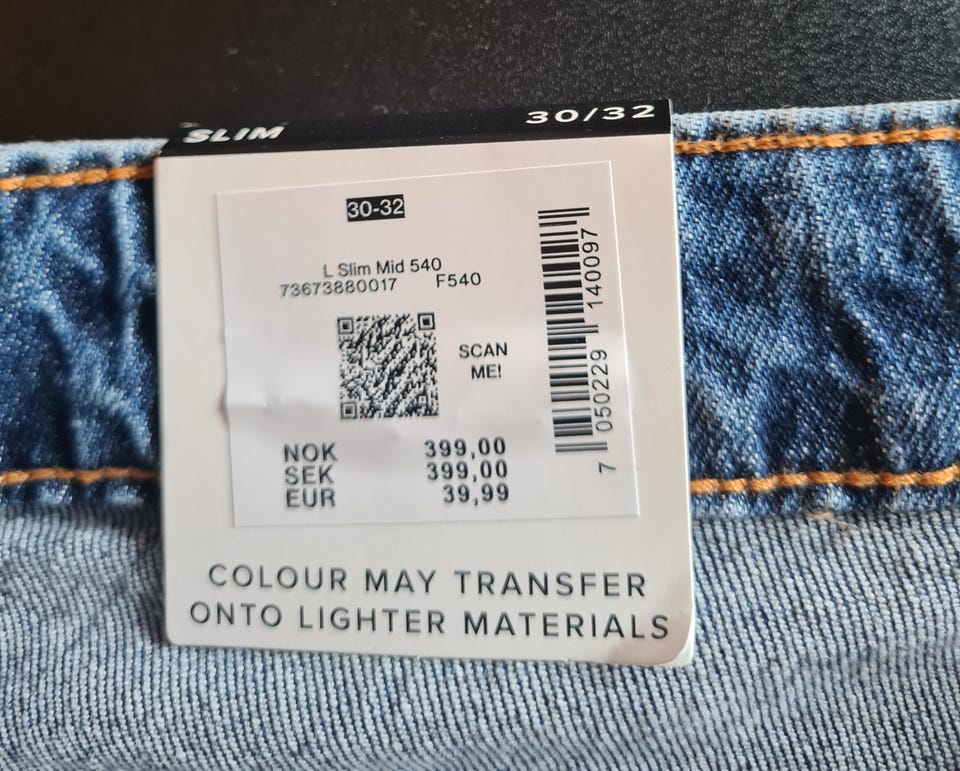 SLIM 30/32
30-32
L Slim Mid 540
73673880017 F540
SCAN
ME!
NOK 399,00
SEK 399,00
EUR 39,99
7 050229 140097
COLOUR MAY TRANSFER
ONTO LIGHTER MATERIALS